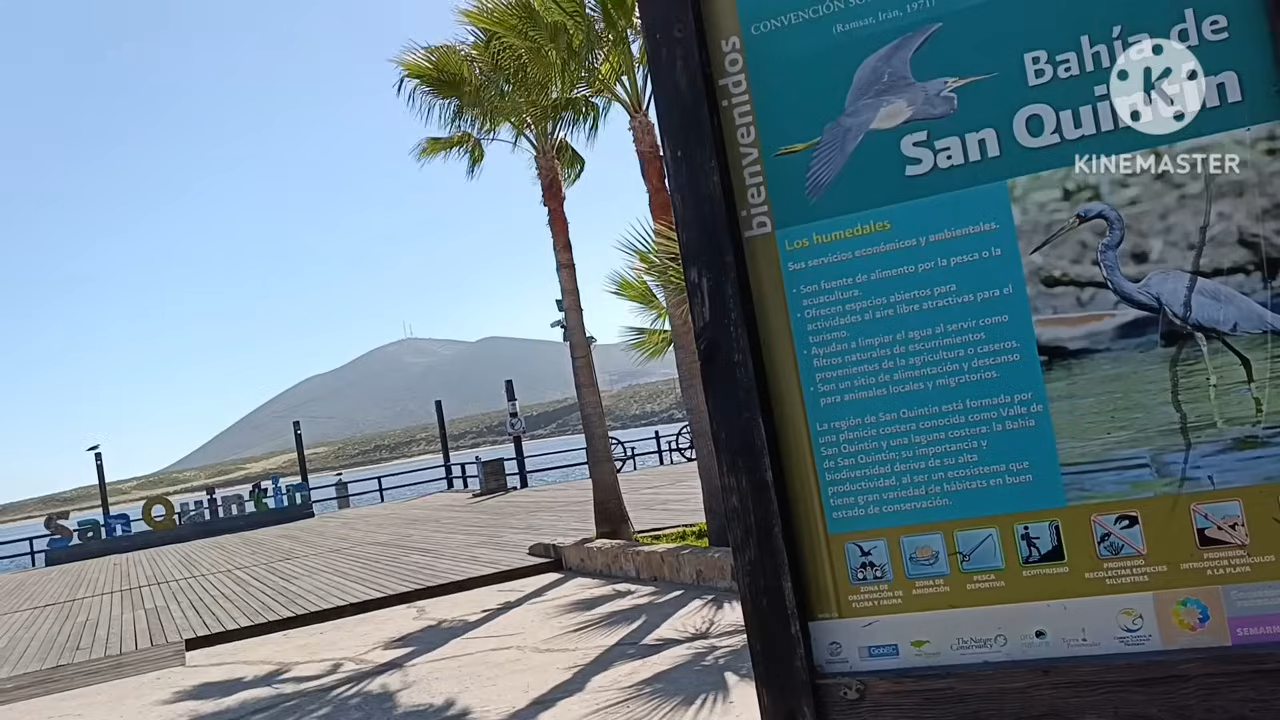 San Quintín
bienvenidos
CONVENCIÓN
(Ramsar, Irán, 1971)
Bahía de
San Quintín
KINEMASTER
Los humedales
Sus servicios económicos y ambientales.
• Son fuente de alimento por la pesca o la
acuacultura.
• Ofrecen espacios abiertos para
actividades al aire libre atractivas para el
turismo.
• Ayudan a limpiar el agua al servir como
filtros naturales de escurrimientos
provenientes de la agricultura o caseros.
• Son un sitio de alimentación y descanso
para animales locales y migratorios.
La región de San Quintín está formada por
una planicie costera conocida como Valle de
San Quintín y una laguna costera: la Bahía
de San Quintín; su importancia y
biodiversidad deriva de su alta
productividad, al ser un ecosistema que
tiene gran variedad de hábitats en buen
estado de conservación.
ZONA DE
OBSERVACIÓN DE
FLORA Y FAUNA
ZONA DE
ANIDACIÓN
PESCA
DEPORTIVA
ECOTURISMO
PROHIBIDO
RECOLECTAR ESPECIES
SILVESTRES
PROHIBIDO
INTRODUCIR VEHÍCULOS
A LA PLAYA
GobBC
The Nature
Conservancy
pro
natura
SEMARN